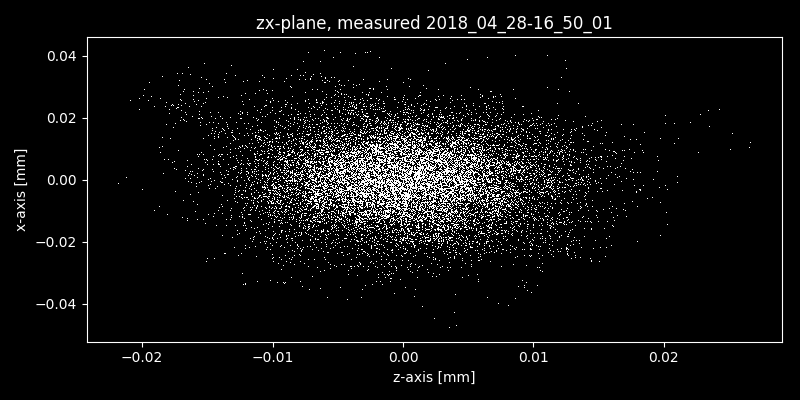 zx-plane, measured 2018_04_28-16_50_01
0.04
0.02
0.00
−0.02
−0.04
x-axis [mm]
−0.02 −0.01 0.00 0.01 0.02
z-axis [mm]